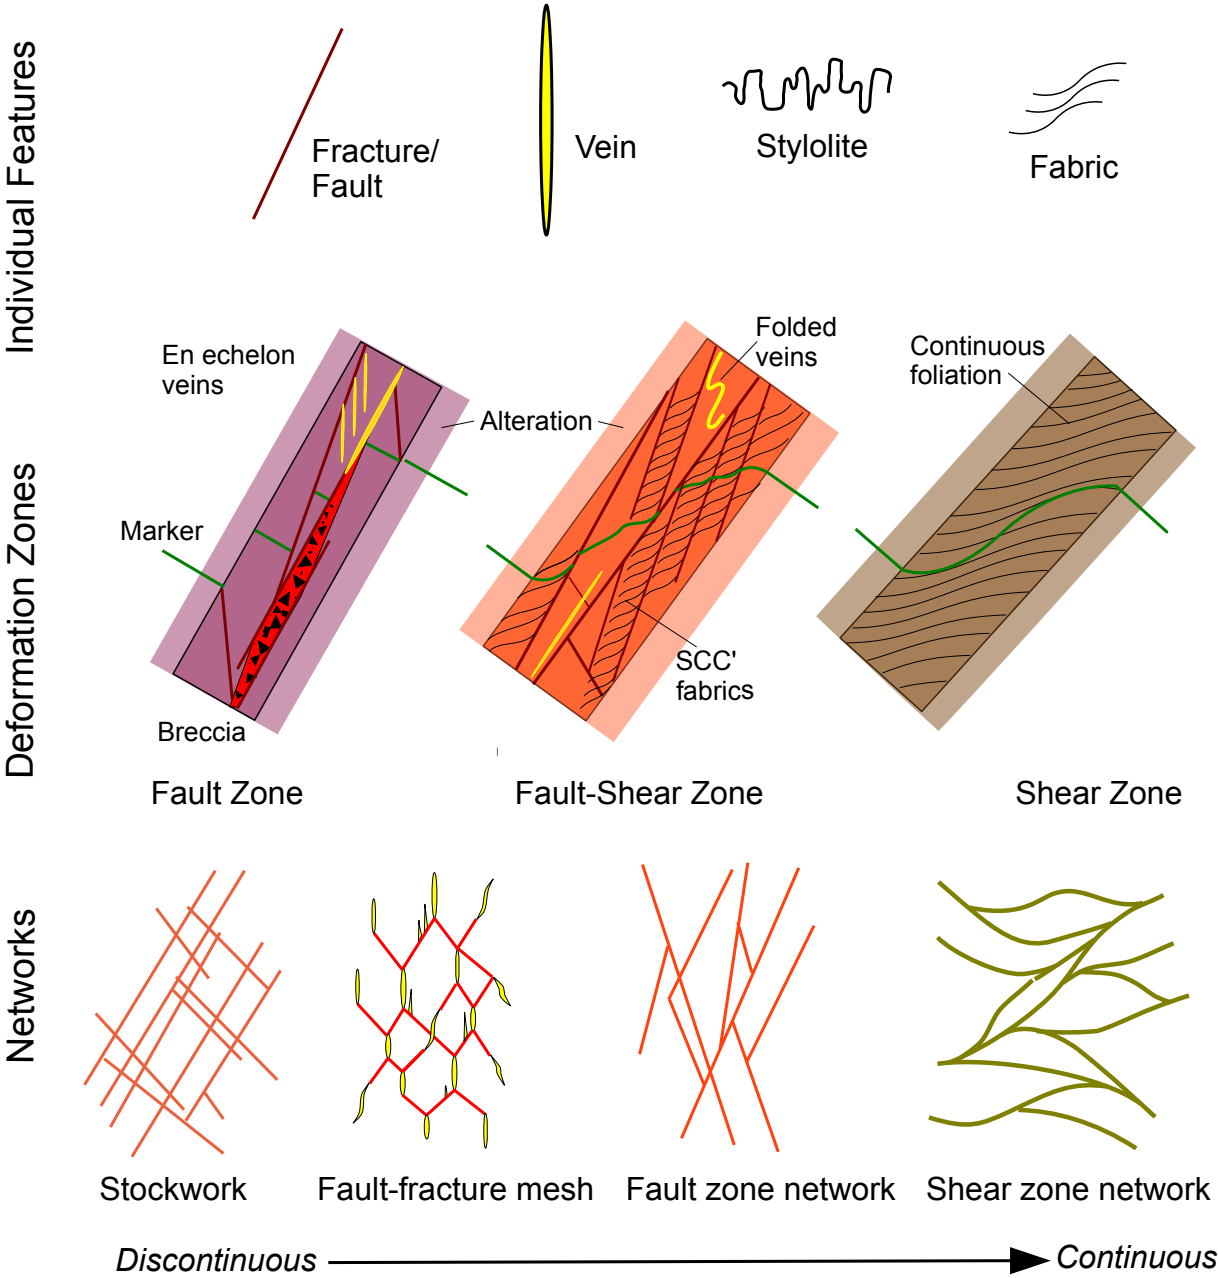 Individual Features
Fracture/
Fault
Vein
Stylolite
Fabric
Deformation Zones
En echelon
veins
Marker
Breccia
Alteration
Folded
veins
SCC'
fabrics
Continuous
foliation
Fault Zone
Fault-Shear Zone
Shear Zone
Networks
Stockwork
Fault-fracture mesh
Fault zone network
Shear zone network
Discontinuous
Continuous